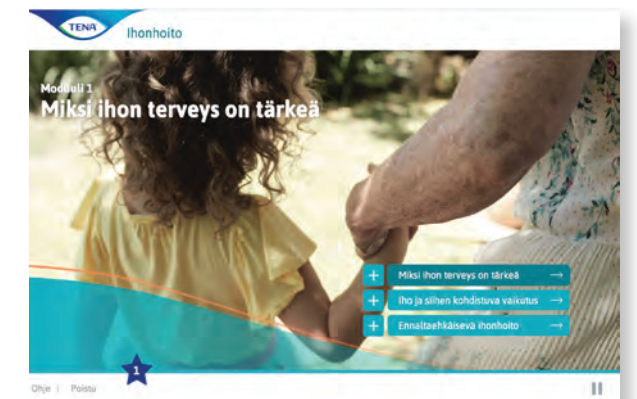 TENA
Ihonhoito
Moduuli 1
Miksi ihon terveys on tärkeä
Miksi ihon terveys on tärkeä
Iho ja siihen kohdistuva vaikutus
Ennaltaehkäisevä ihonhoito
1
Ohje | Poistu